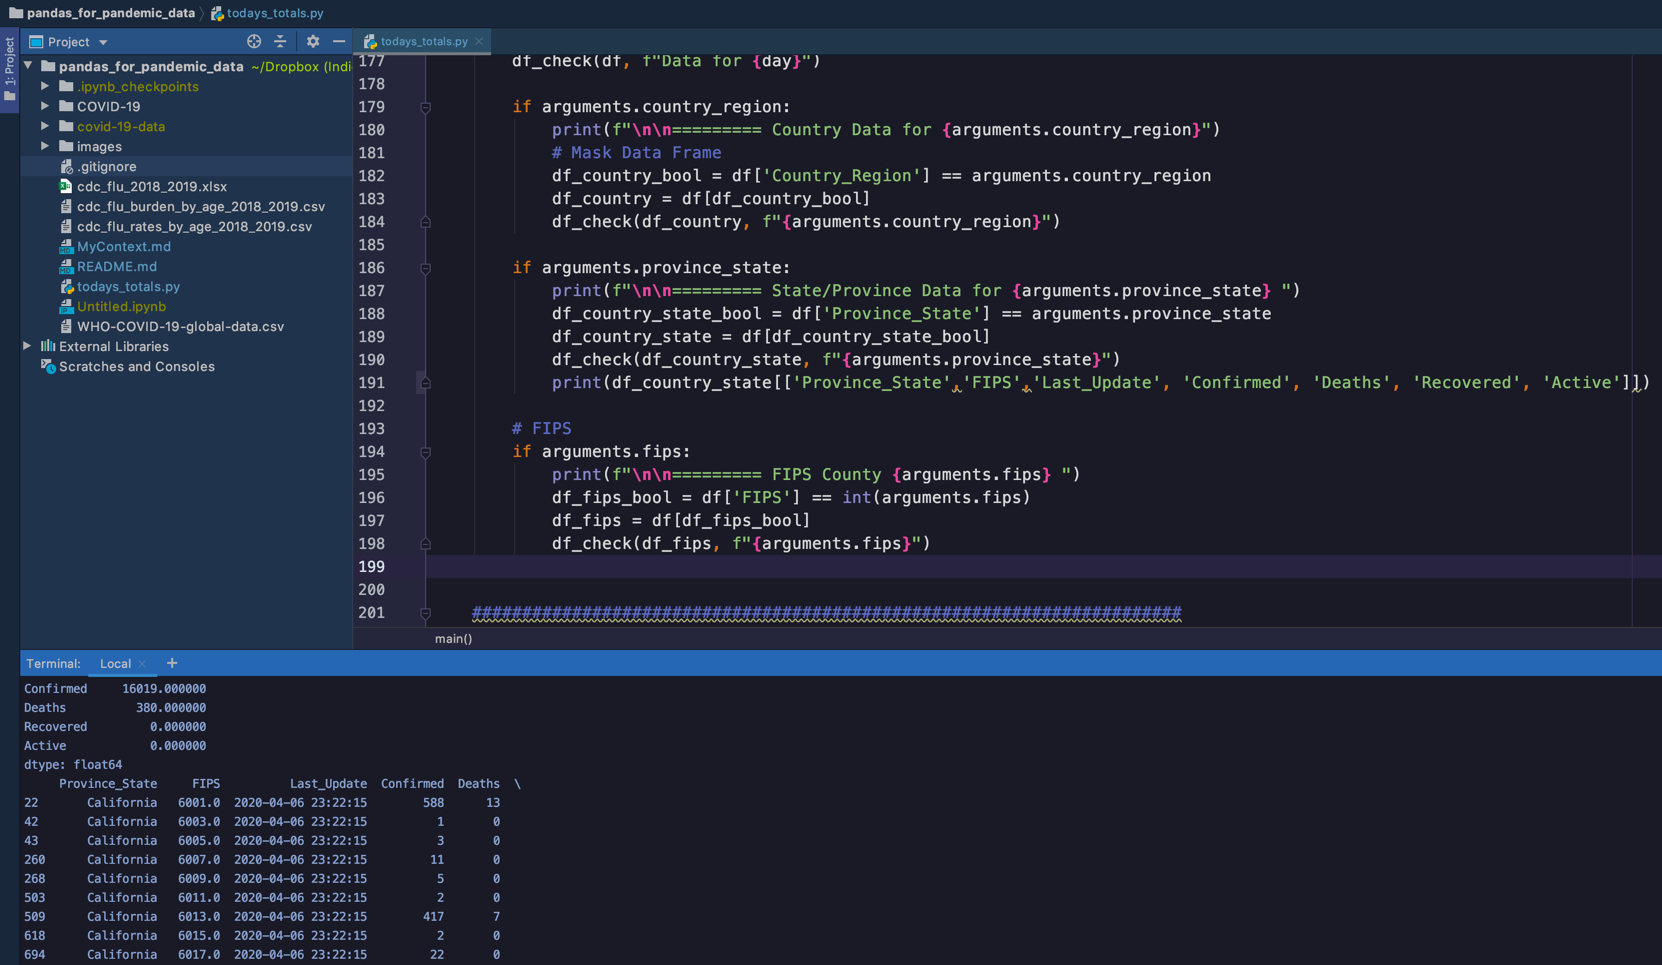 pandas_for_pandemic_data
todays_totals.py
1: Project
Project
pandas_for_pandemic_data ~/Dropbox (Indi
.ipynb_checkpoints
COVID-19
covid-19-data
images
.gitignore
cdc_flu_2018_2019.xlsx
cdc_flu_burden_by_age_2018_2019.csv
cdc_flu_rates_by_age_2018_2019.csv
MyContext.md
README.md
todays_totals.py
Untitled.ipynb
WHO-COVID-19-global-data.csv
External Libraries
Scratches and Consoles
todays_totals.py
177 df_check(df, f"Data for {day}")
178
179 if arguments.country_region:
180 print(f"\n\n========= Country Data for {arguments.country_region}")
181 # Mask Data Frame
182 df_country_bool = df['Country_Region'] == arguments.country_region
183 df_country = df[df_country_bool]
184 df_check(df_country, f"{arguments.country_region}")
185
186 if arguments.province_state:
187 print(f"\n\n========= State/Province Data for {arguments.province_state} ")
188 df_country_state_bool = df['Province_State'] == arguments.province_state
189 df_country_state = df[df_country_state_bool]
190 df_check(df_country_state, f"{arguments.province_state}")
191 print(df_country_state[['Province_State','FIPS','Last_Update', 'Confirmed', 'Deaths', 'Recovered', 'Active']])
192
193 # FIPS
194 if arguments.fips:
195 print(f"\n\n========= FIPS County {arguments.fips} ")
196 df_fips_bool = df['FIPS'] == int(arguments.fips)
197 df_fips = df[df_fips_bool]
198 df_check(df_fips, f"{arguments.fips}")
199
200
201 #######################################################################
main()
Terminal: Local +
Confirmed 16019.000000
Deaths 380.000000
Recovered 0.000000
Active 0.000000
dtype: float64
Province_State FIPS Last_Update Confirmed Deaths \
22 California 6001.0 2020-04-06 23:22:15 588 13
42 California 6003.0 2020-04-06 23:22:15 1 0
43 California 6005.0 2020-04-06 23:22:15 3 0
260 California 6007.0 2020-04-06 23:22:15 11 0
268 California 6009.0 2020-04-06 23:22:15 5 0
503 California 6011.0 2020-04-06 23:22:15 2 0
509 California 6013.0 2020-04-06 23:22:15 417 7
618 California 6015.0 2020-04-06 23:22:15 2 0
694 California 6017.0 2020-04-06 23:22:15 22 0